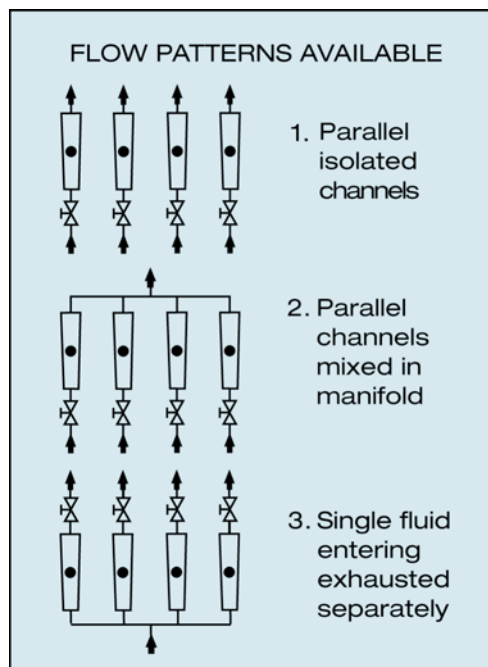 FLOW PATTERNS AVAILABLE
1. Parallel
isolated
channels
2. Parallel
channels
mixed in
manifold
3. Single fluid
entering
exhausted
separately